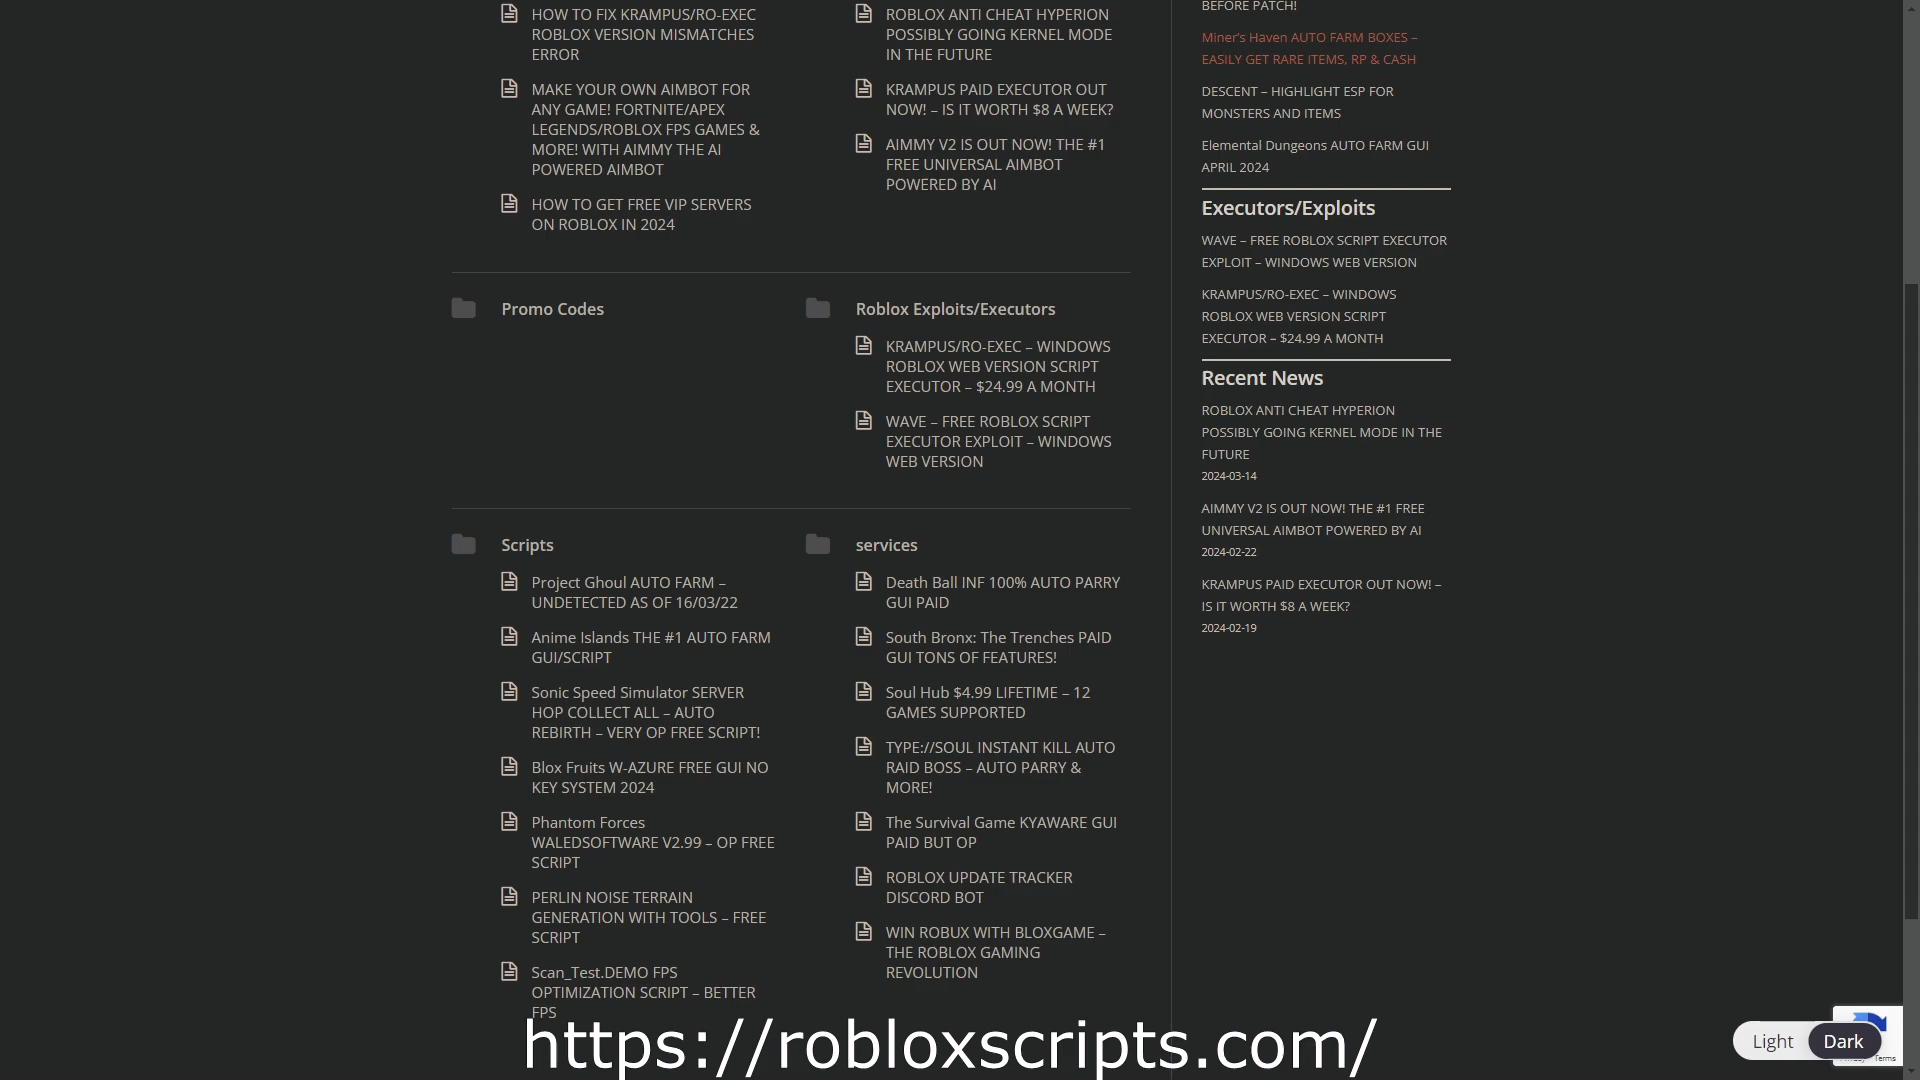 HOW TO FIX KRAMPUS/RO-EXEC
ROBLOX VERSION MISMATCHES
ERROR
MAKE YOUR OWN AIMBOT FOR
ANY GAME! FORTNITE/APEX
LEGENDS/ROBLOX FPS GAMES &
MORE! WITH AIMMY THE AI
POWERED AIMBOT
HOW TO GET FREE VIP SERVERS
ON ROBLOX IN 2024
ROBLOX ANTI CHEAT HYPERION
POSSIBLY GOING KERNEL MODE
IN THE FUTURE
KRAMPUS PAID EXECUTOR OUT
NOW! – IS IT WORTH $8 A WEEK?
AIMMY V2 IS OUT NOW! THE #1
FREE UNIVERSAL AIMBOT
POWERED BY AI
Promo Codes
Roblox Exploits/Executors
KRAMPUS/RO-EXEC – WINDOWS
ROBLOX WEB VERSION SCRIPT
EXECUTOR – $24.99 A MONTH
WAVE – FREE ROBLOX SCRIPT
EXECUTOR EXPLOIT – WINDOWS
WEB VERSION
Scripts
Project Ghoul AUTO FARM –
UNDETECTED AS OF 16/03/22
Anime Islands THE #1 AUTO FARM
GUI/SCRIPT
Sonic Speed Simulator SERVER
HOP COLLECT ALL – AUTO
REBIRTH – VERY OP FREE SCRIPT!
Blox Fruits W-AZURE FREE GUI NO
KEY SYSTEM 2024
Phantom Forces
WALEDSOFTWARE V2.99 – OP FREE
SCRIPT
PERLIN NOISE TERRAIN
GENERATION WITH TOOLS – FREE
SCRIPT
Scan_Test.DEMO FPS
OPTIMIZATION SCRIPT – BETTER
FPS
services
Death Ball INF 100% AUTO PARRY
GUI PAID
South Bronx: The Trenches PAID
GUI TONS OF FEATURES!
Soul Hub $4.99 LIFETIME – 12
GAMES SUPPORTED
TYPE://SOUL INSTANT KILL AUTO
RAID BOSS – AUTO PARRY &
MORE!
The Survival Game KYAWARE GUI
PAID BUT OP
ROBLOX UPDATE TRACKER
DISCORD BOT
WIN ROBUX WITH BLOXGAME –
THE ROBLOX GAMING
REVOLUTION
BEFORE PATCH!
Miner's Haven AUTO FARM BOXES –
EASILY GET RARE ITEMS, RP & CASH
DESCENT – HIGHLIGHT ESP FOR
MONSTERS AND ITEMS
Elemental Dungeons AUTO FARM GUI
APRIL 2024
Executors/Exploits
WAVE – FREE ROBLOX SCRIPT EXECUTOR
EXPLOIT – WINDOWS WEB VERSION
KRAMPUS/RO-EXEC – WINDOWS
ROBLOX WEB VERSION SCRIPT
EXECUTOR – $24.99 A MONTH
Recent News
ROBLOX ANTI CHEAT HYPERION
POSSIBLY GOING KERNEL MODE IN THE
FUTURE
2024-03-14
AIMMY V2 IS OUT NOW! THE #1 FREE
UNIVERSAL AIMBOT POWERED BY AI
2024-02-22
KRAMPUS PAID EXECUTOR OUT NOW! –
IS IT WORTH $8 A WEEK?
2024-02-19
https://robloxscripts.com/
Light Dark
Terms